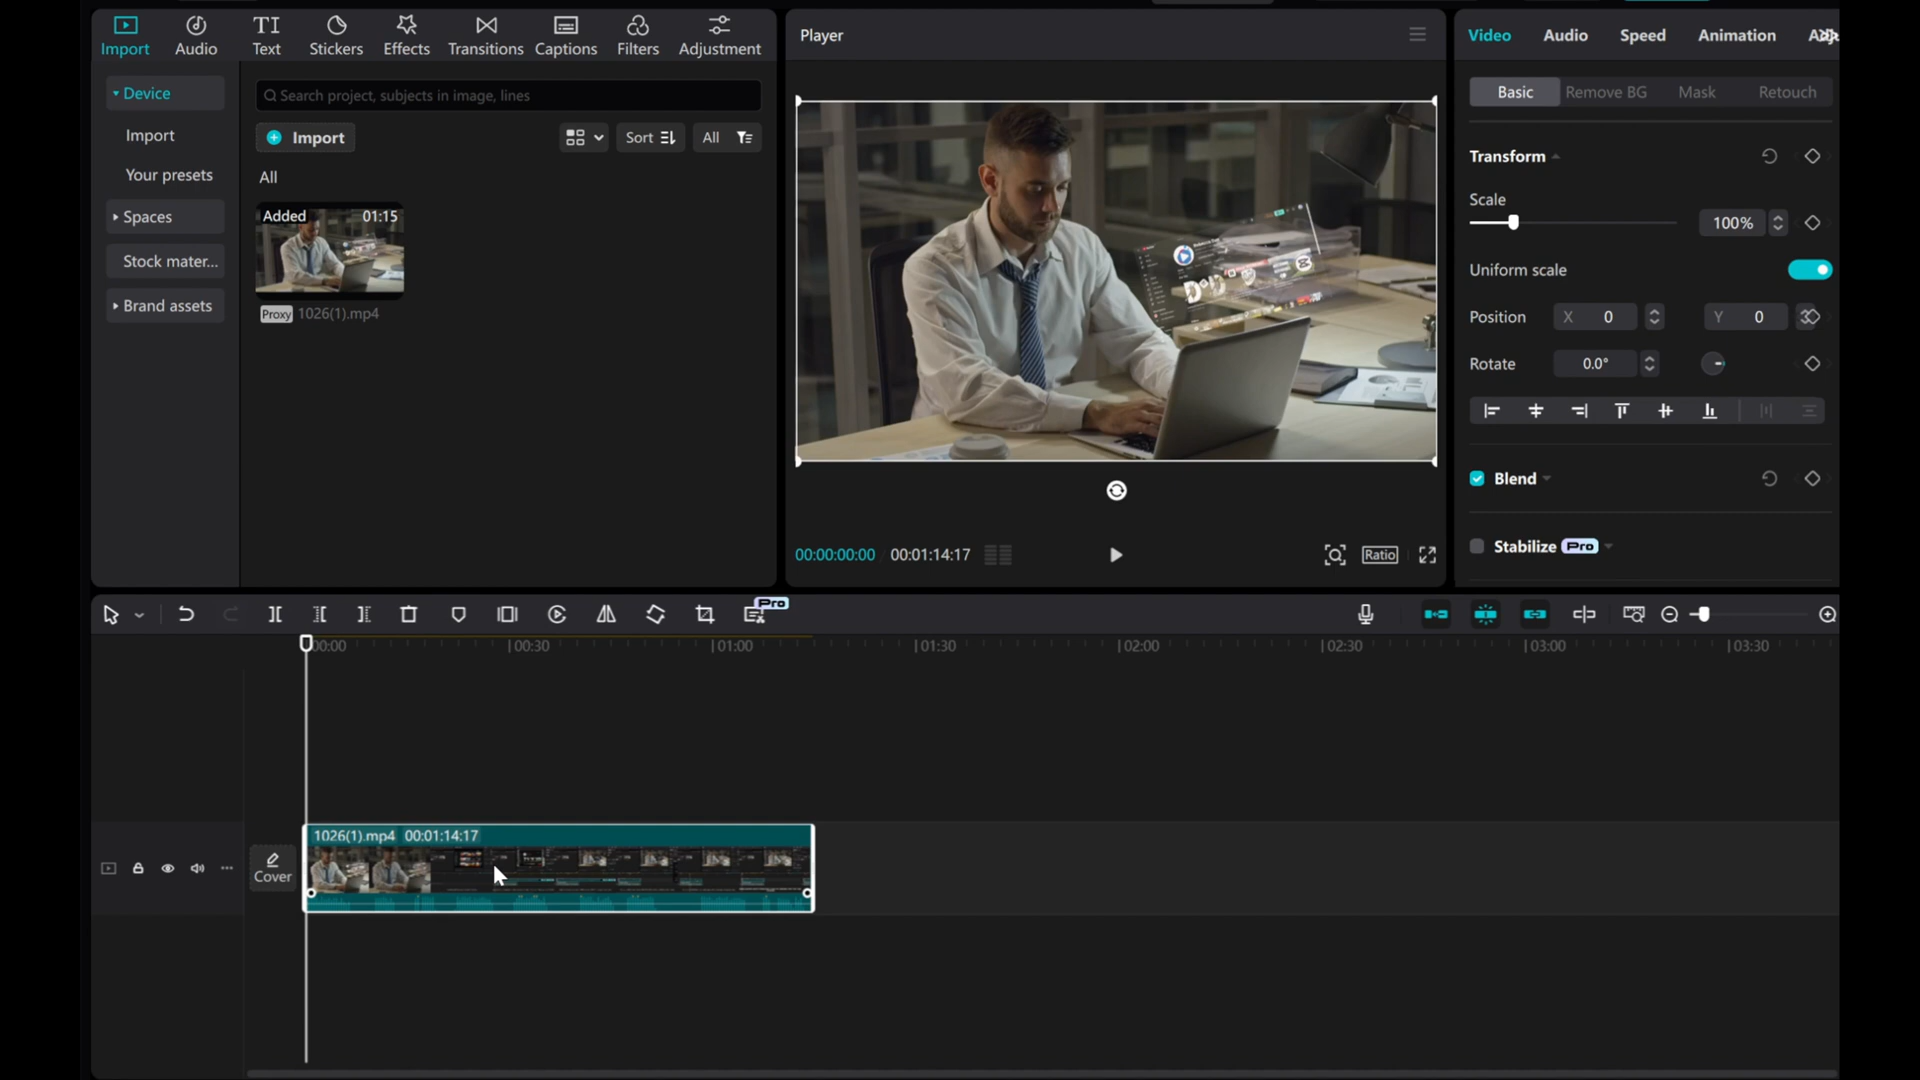 Import
Audio
Text
Stickers
Effects
Transitions
Captions
Filters
Adjustment
Device
Import
Your presets
Spaces
Stock mater...
Brand assets
Search project, subjects in image, lines
Import
Sort
All
All
Added 01:15
Proxy 1026(1).mp4
Player
00:00:00:00 00:01:14:17
Ratio
Video Audio Speed Animation
Basic Remove BG Mask Retouch
Transform
Scale
100%
Uniform scale
Position X 0 Y 0
Rotate 0.0°
Blend
Stabilize Pro
Pro
00:00 00:30 01:00 01:30 02:00 02:30 03:00 03:30
1026(1).mp4 00:01:14:17
Cover